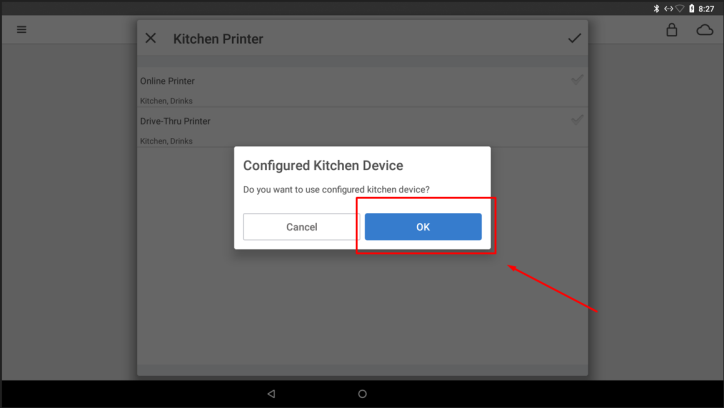 8:27
Kitchen Printer
Online Printer
Kitchen, Drinks
Drive-Thru Printer
Kitchen, Drinks
Configured Kitchen Device
Do you want to use configured kitchen device?
Cancel
OK